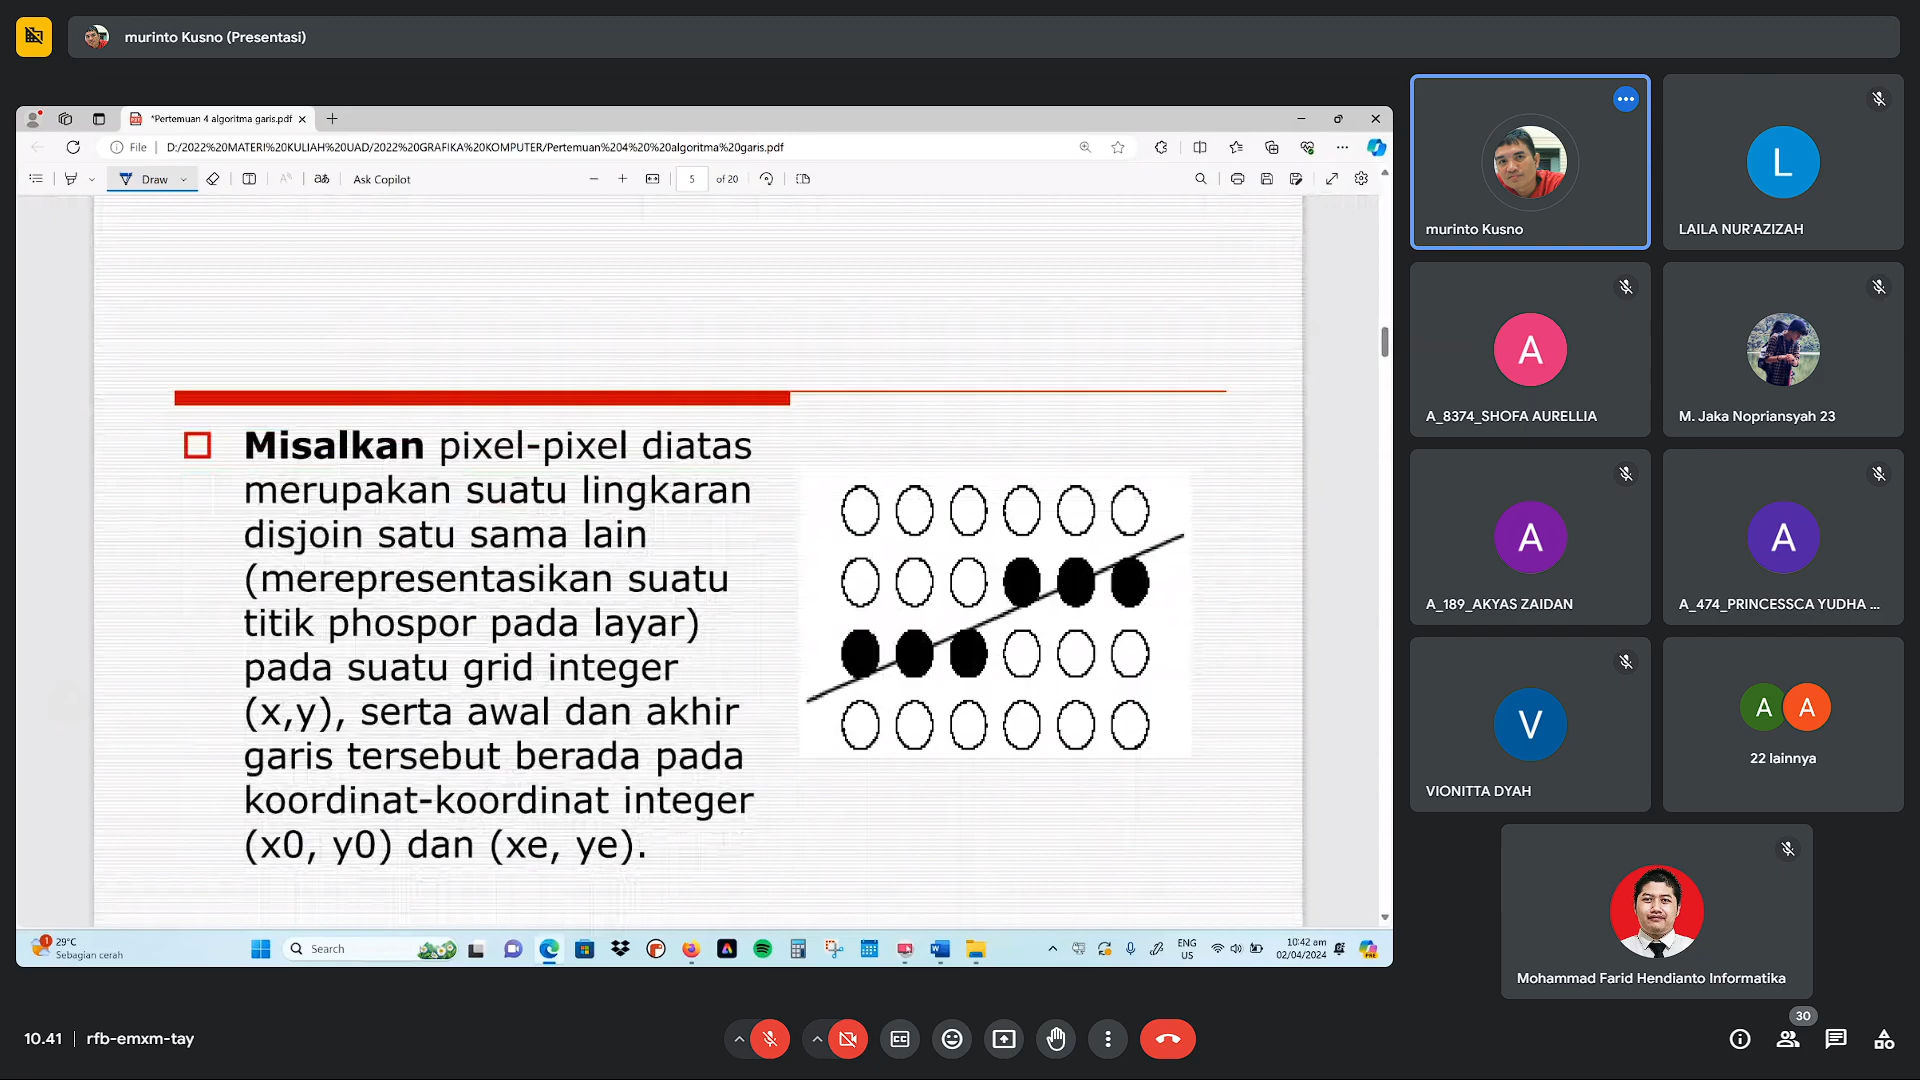 murinto Kusno (Presentasi)
*Pertemuan 4 algoritma garis.pdf
File
D:/2022%20MATERI%20KULIAH%20UAD/2022%20GRAFIKA%20KOMPUTER/Pertemuan%204%20%20algoritma%20garis.pdf
Draw
Ask Copilot
5
of 20
Misalkan pixel-pixel diatas
merupakan suatu lingkaran
disjoin satu sama lain
(merepresentasikan suatu
titik phospor pada layar)
pada suatu grid integer
(x,y), serta awal dan akhir
garis tersebut berada pada
koordinat-koordinat integer
(x0, y0) dan (xe, ye).
1
29°C
Sebagian cerah
Search
ENG
US
10:42 am
02/04/2024
murinto Kusno
L
LAILA NUR'AZIZAH
A
A_8374_SHOFA AURELLIA
M. Jaka Nopriansyah 23
A
A_189_AKYAS ZAIDAN
A
A_474_PRINCESSCA YUDHA ...
V
VIONITTA DYAH
A A
22 lainnya
Mohammad Farid Hendianto Informatika
10.41
rfb-emxm-tay
30